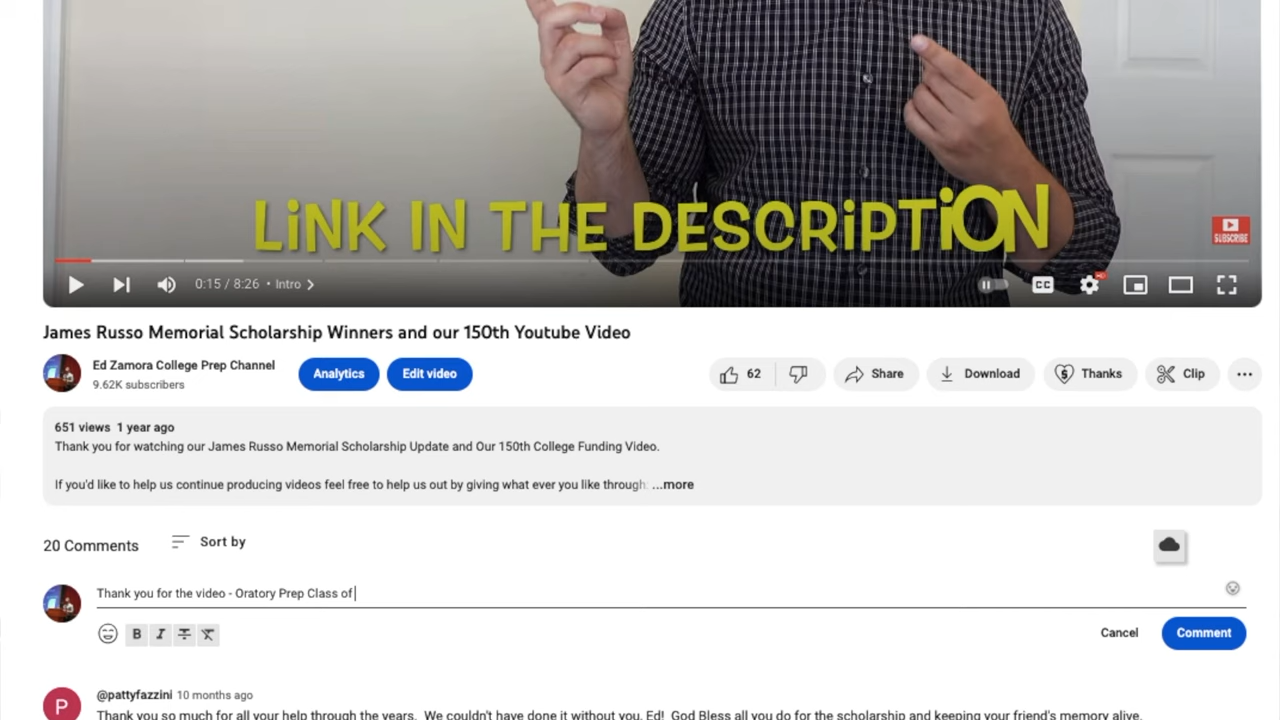 LiNK IN THE DESCRiPTiON
SUBSCRIBE
0:15 / 8:26 • Intro
CC
James Russo Memorial Scholarship Winners and our 150th Youtube Video
Ed Zamora College Prep Channel
9.62K subscribers
Analytics
Edit video
62
Share
Download
Thanks
Clip
651 views 1 year ago
Thank you for watching our James Russo Memorial Scholarship Update and Our 150th College Funding Video.
If you'd like to help us continue producing videos feel free to help us out by giving what ever you like through: ...more
20 Comments
Sort by
Thank you for the video - Oratory Prep Class of
B I
Cancel
Comment
P
@pattyfazzini 10 months ago
Thank you so much for all your help through the years. We couldn't have done it without you, Ed! God Bless all you do for the scholarship and keeping your friend's memory alive.